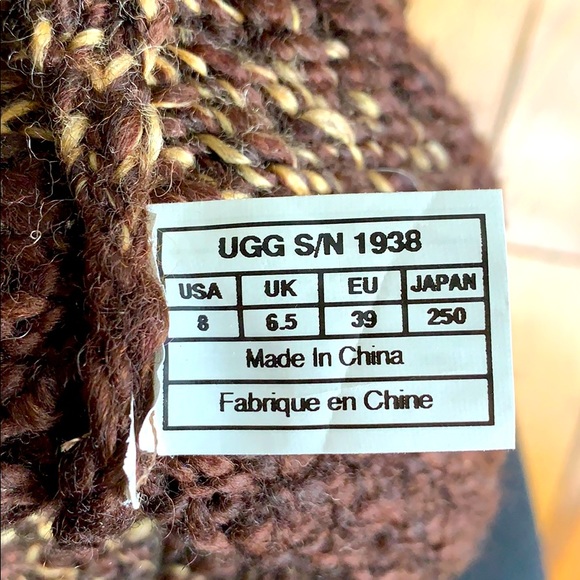 UGG S/N 1938
USA UK EU JAPAN
8 6.5 39 250
Made In China
Fabrique en Chine